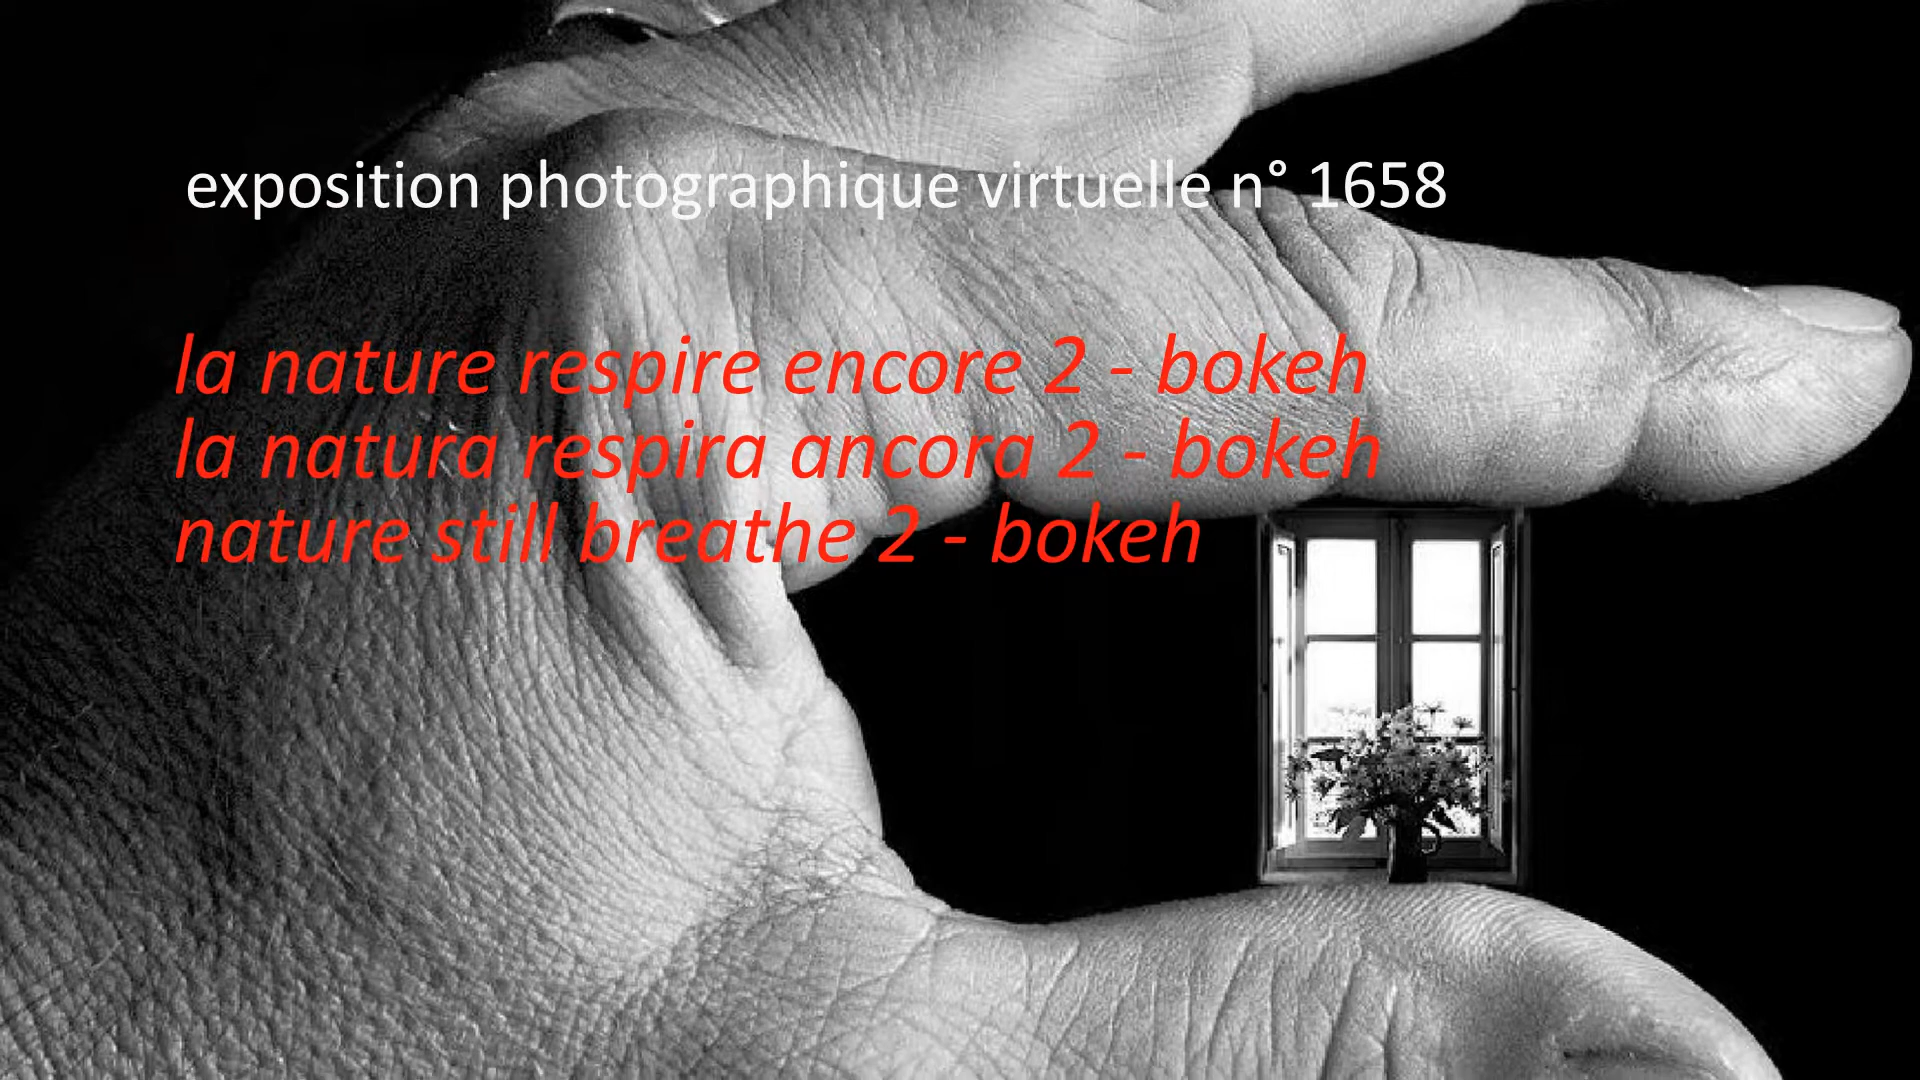 exposition photographique virtuelle n° 1658
la nature respire encore 2 - bokeh
la natura respira ancora 2 - bokeh
nature still breathe 2 - bokeh